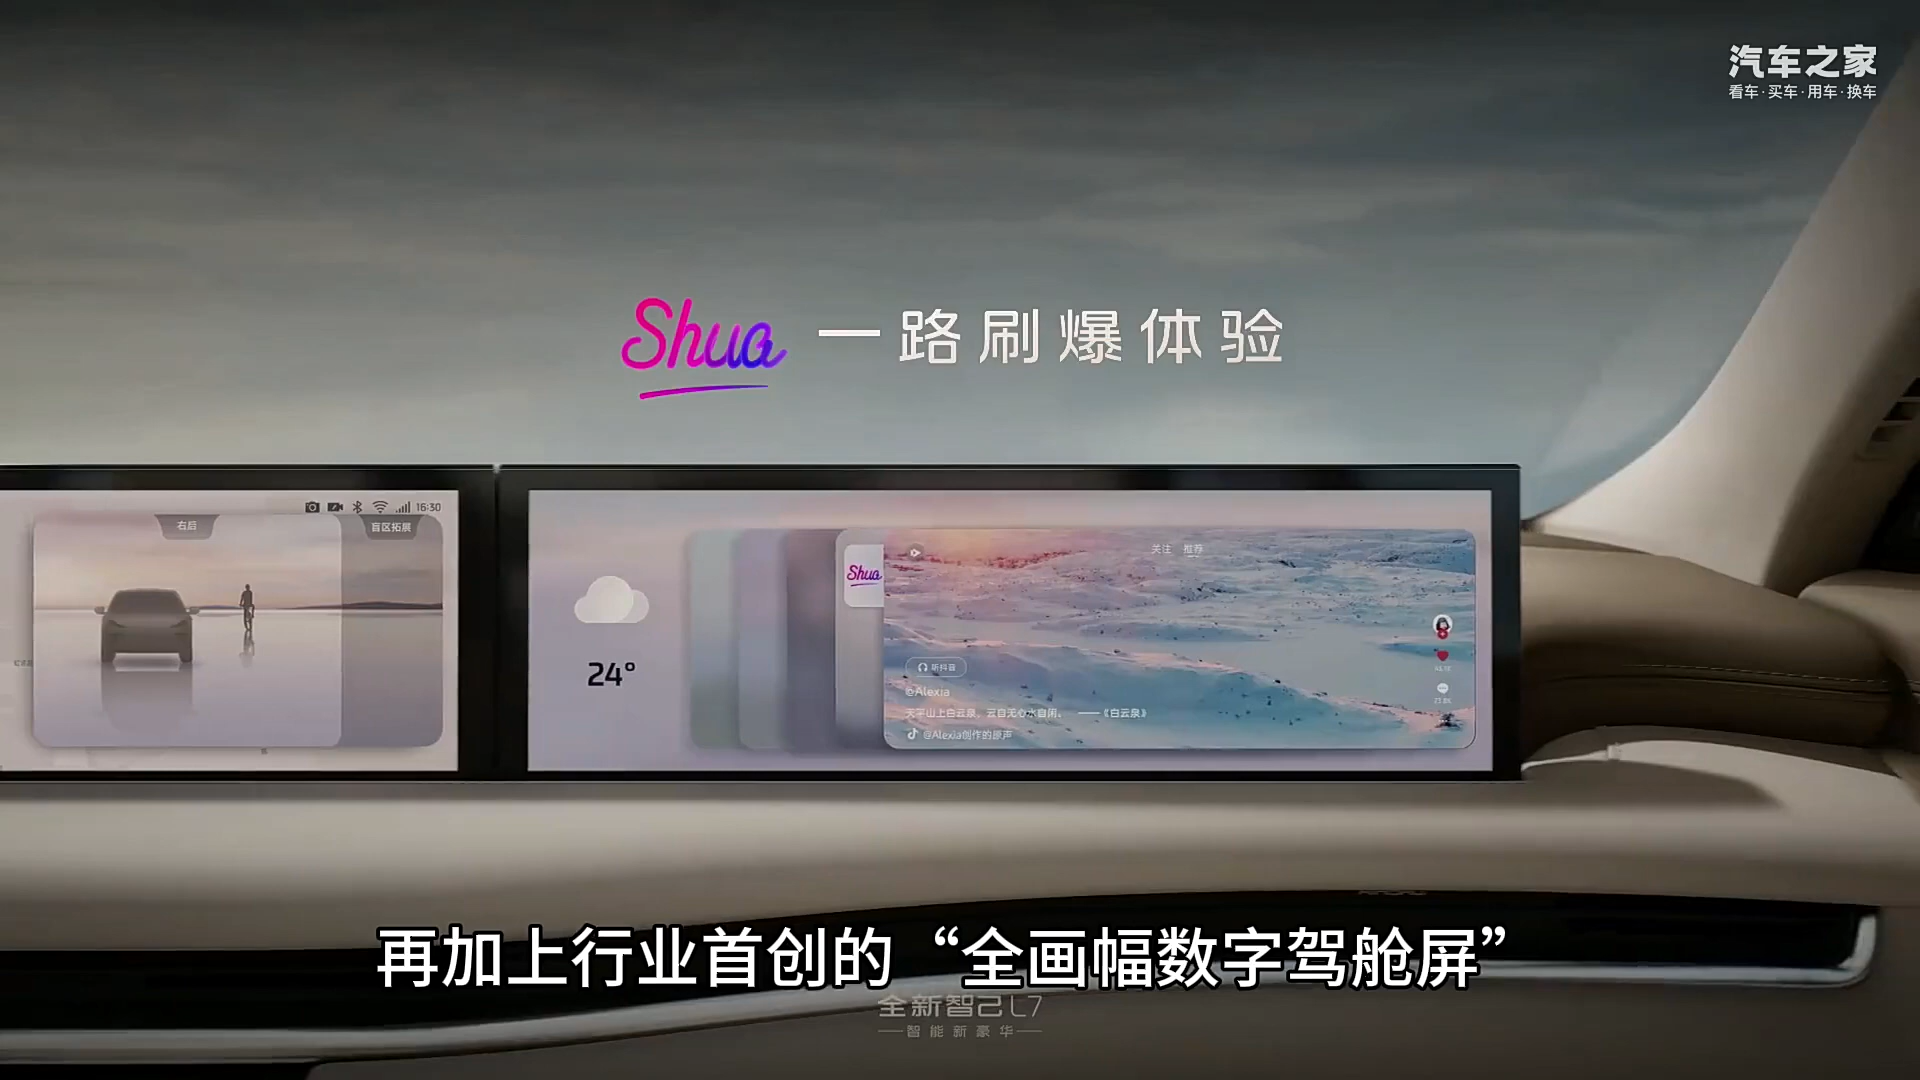 汽车之家
看车·买车·用车·换车
Shua 一路刷爆体验
16:30
右后
盲区拓展
24°
Shua
关注 推荐
听抖音
@Alexia
天平山上白云泉，云自无心水自闲。 ——《白云泉》
@Alexia创作的原声
再加上行业首创的“全画幅数字驾舱屏”
全新智己L7
智能新豪华